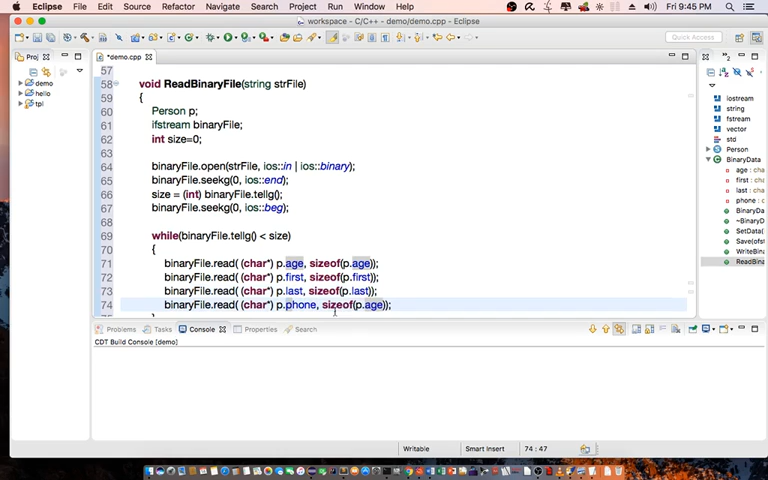 Eclipse File Edit Source Refactor Navigate Search Project Run Window Help Fri 9:45 PM
workspace - C/C++ - demo/demo.cpp - Eclipse
Quick Access
Proj *demo.cpp
57
58 void ReadBinaryFile(string strFile)
59 {
60 Person p;
61 ifstream binaryFile;
62 int size=0;
63
64 binaryFile.open(strFile, ios::in | ios::binary);
65 binaryFile.seekg(0, ios::end);
66 size = (int) binaryFile.tellg();
67 binaryFile.seekg(0, ios::beg);
68
69 while(binaryFile.tellg() < size)
70 {
71 binaryFile.read( (char*) p.age, sizeof(p.age));
72 binaryFile.read( (char*) p.first, sizeof(p.first));
73 binaryFile.read( (char*) p.last, sizeof(p.last));
74 binaryFile.read( (char*) p.phone, sizeof(p.age));
demo
hello
tpl
iostream
string
fstream
vector
std
Person
BinaryData
age : 
first : 
last : 
phone : 
BinaryD
~BinaryD
SetData(
Save(ofs
WriteBin
ReadBina
Problems Tasks Console Properties Search
CDT Build Console [demo]
Writable Smart Insert 74 : 47